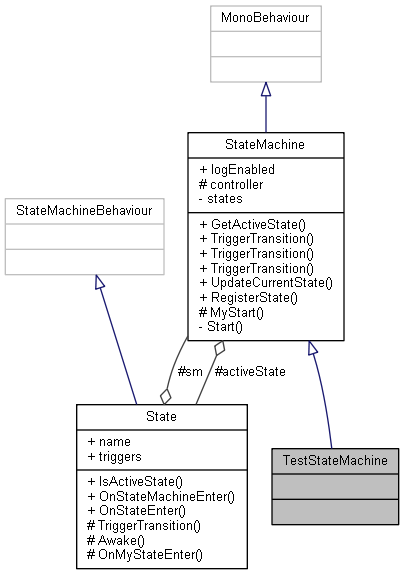 MonoBehaviour
StateMachine
+ logEnabled
# controller
- states
+ GetActiveState()
+ TriggerTransition()
+ TriggerTransition()
+ TriggerTransition()
+ UpdateCurrentState()
+ RegisterState()
# MyStart()
- Start()
StateMachineBehaviour
#sm
#activeState
State
+ name
+ triggers
+ IsActiveState()
+ OnStateMachineEnter()
+ OnStateEnter()
# TriggerTransition()
# Awake()
# OnMyStateEnter()
TestStateMachine